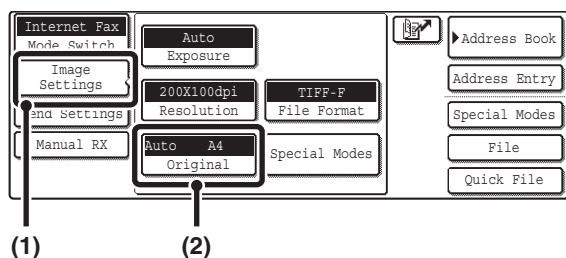 Internet Fax
Mode Switch
Image
Settings
Send Settings
Manual RX
Auto
Exposure
200X100dpi
Resolution
TIFF-F
File Format
Auto A4
Original
Special Modes
Address Book
Address Entry
Special Modes
File
Quick File
(1)
(2)